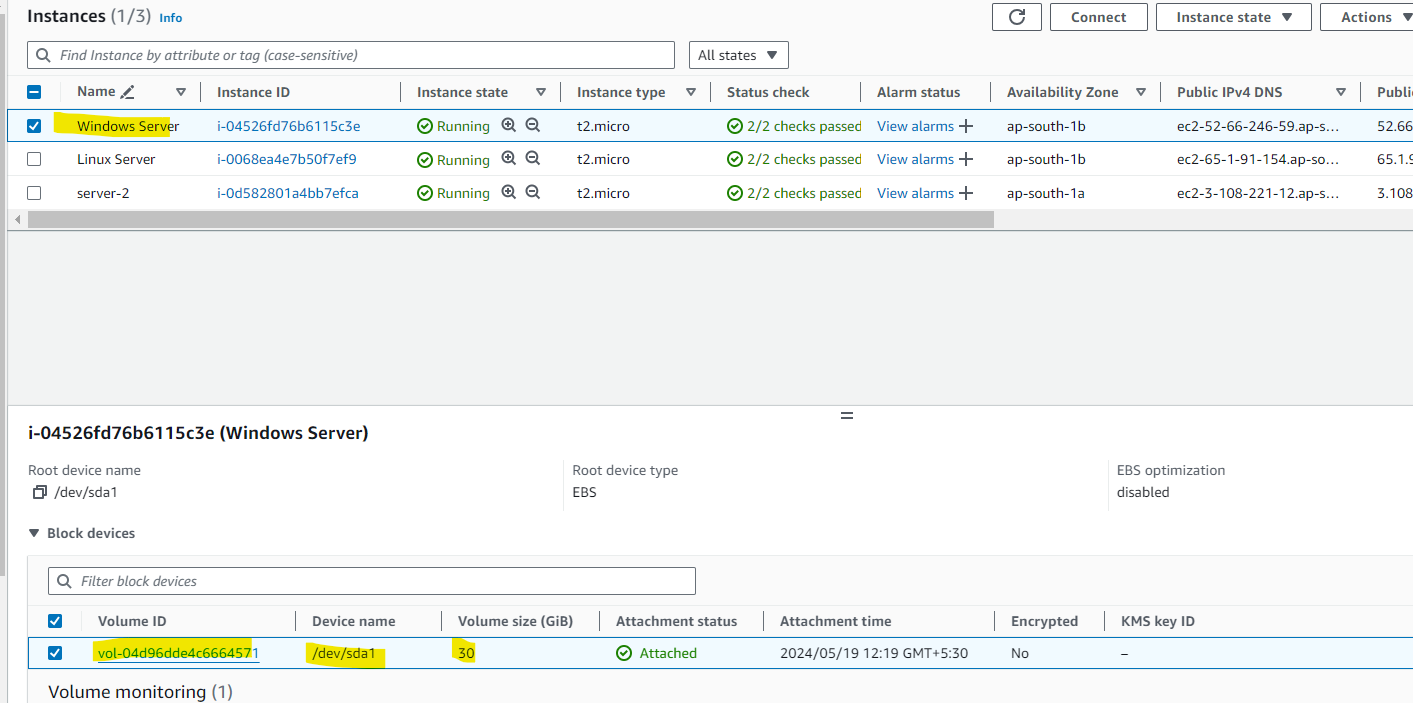 Instances (1/3) Info
Connect Instance state Actions
Find Instance by attribute or tag (case-sensitive) All states
Name Instance ID Instance state Instance type Status check Alarm status Availability Zone Public IPv4 DNS Public
Windows Server i-04526fd76b6115c3e Running t2.micro 2/2 checks passed View alarms ap-south-1b ec2-52-66-246-59.ap-s... 52.66
Linux Server i-0068ea4e7b50f7ef9 Running t2.micro 2/2 checks passed View alarms ap-south-1b ec2-65-1-91-154.ap-so... 65.1.9
server-2 i-0d582801a4bb7efca Running t2.micro 2/2 checks passed View alarms ap-south-1a ec2-3-108-221-12.ap-s... 3.108
i-04526fd76b6115c3e (Windows Server)
Root device name Root device type EBS optimization
/dev/sda1 EBS disabled
Block devices
Filter block devices
Volume ID Device name Volume size (GiB) Attachment status Attachment time Encrypted KMS key ID
vol-04d96dde4c6664571 /dev/sda1 30 Attached 2024/05/19 12:19 GMT+5:30 No –
Volume monitoring (1)